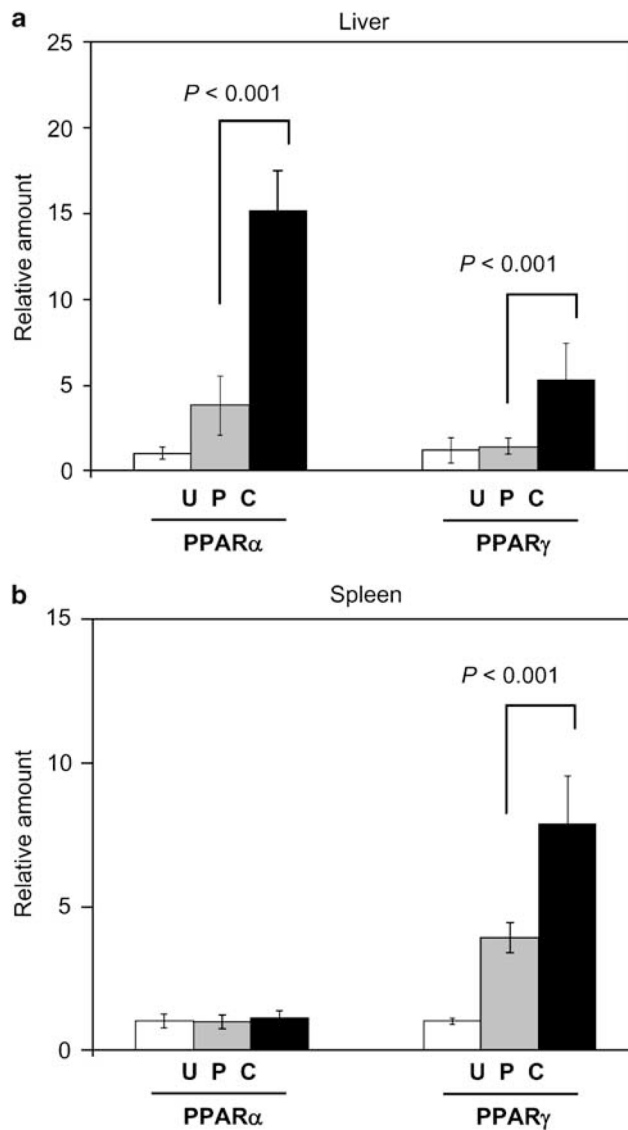 a
Liver
25
20
15
10
5
0
Relative amount
P < 0.001
P < 0.001
U P C
U P C
PPARα
PPARγ
b
Spleen
15
10
5
0
Relative amount
P < 0.001
U P C
U P C
PPARα
PPARγ